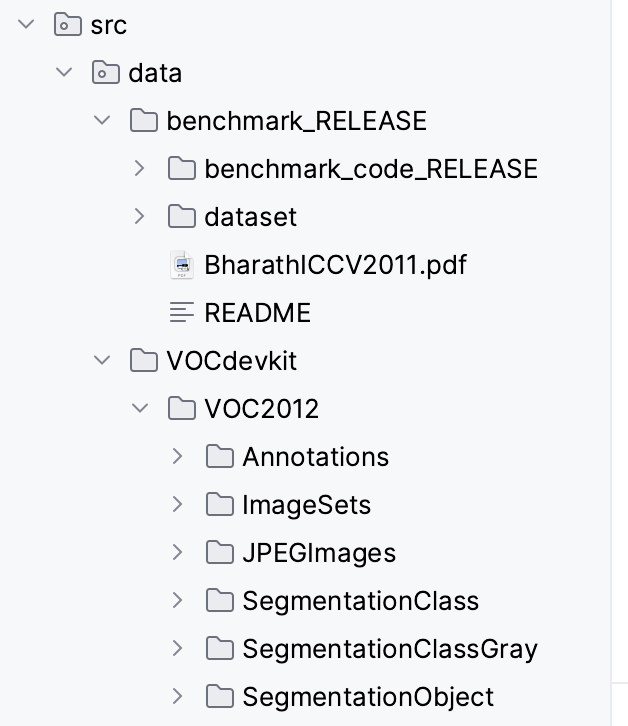 src
data
benchmark_RELEASE
benchmark_code_RELEASE
dataset
BharathICCV2011.pdf
README
VOCdevkit
VOC2012
Annotations
ImageSets
JPEGImages
SegmentationClass
SegmentationClassGray
SegmentationObject